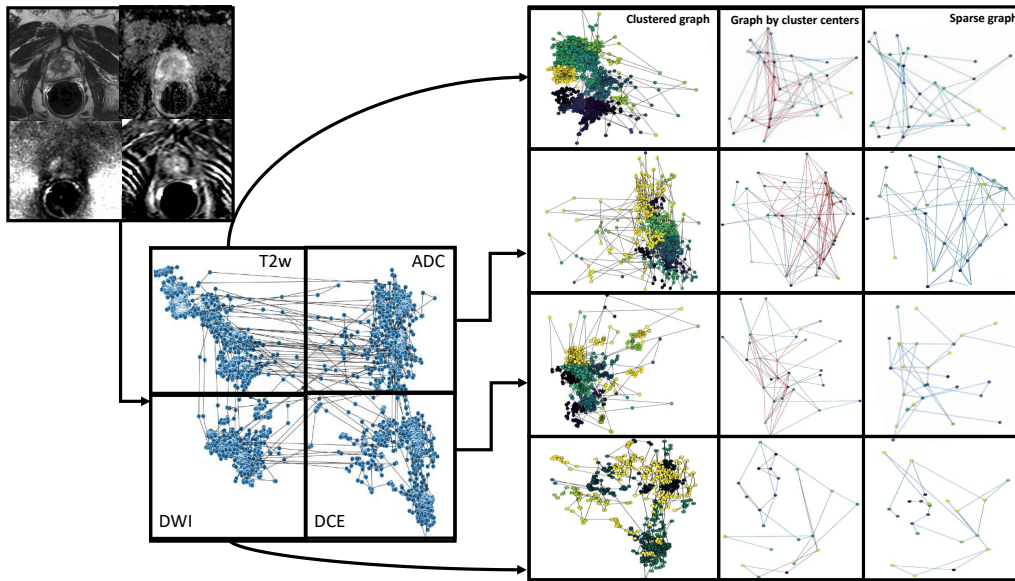 Clustered graph
Graph by cluster centers
Sparse graph
T2w
ADC
DWI
DCE